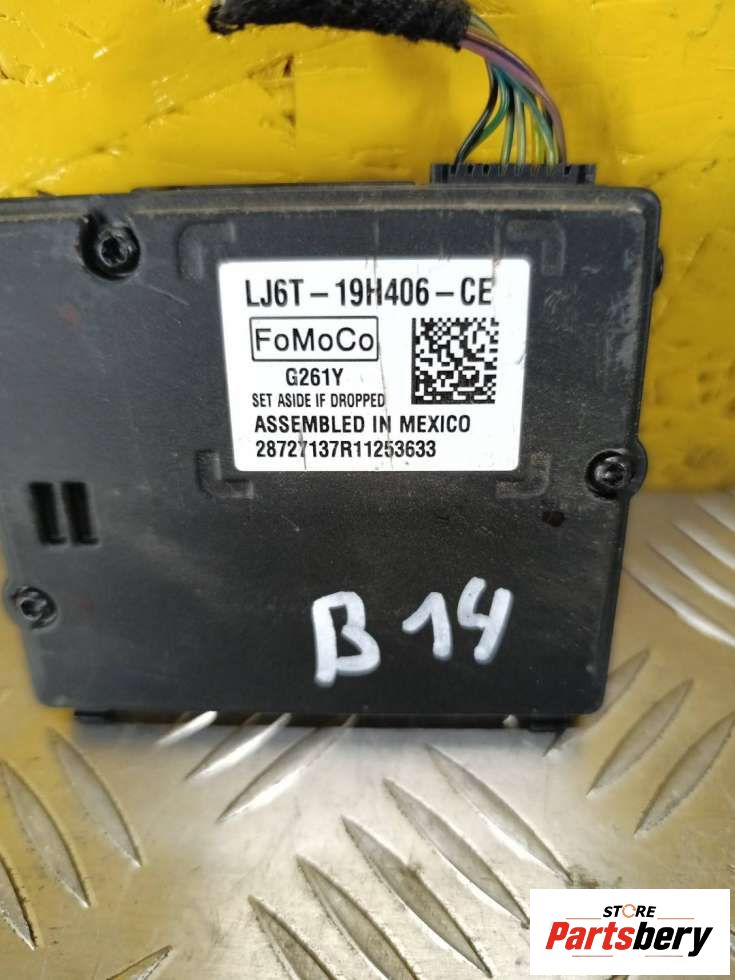 LJ6T-19H406-CE
FoMoCo
G261Y
SET ASIDE IF DROPPED
ASSEMBLED IN MEXICO
28727137R11253633
B 14
STORE
Partsbery